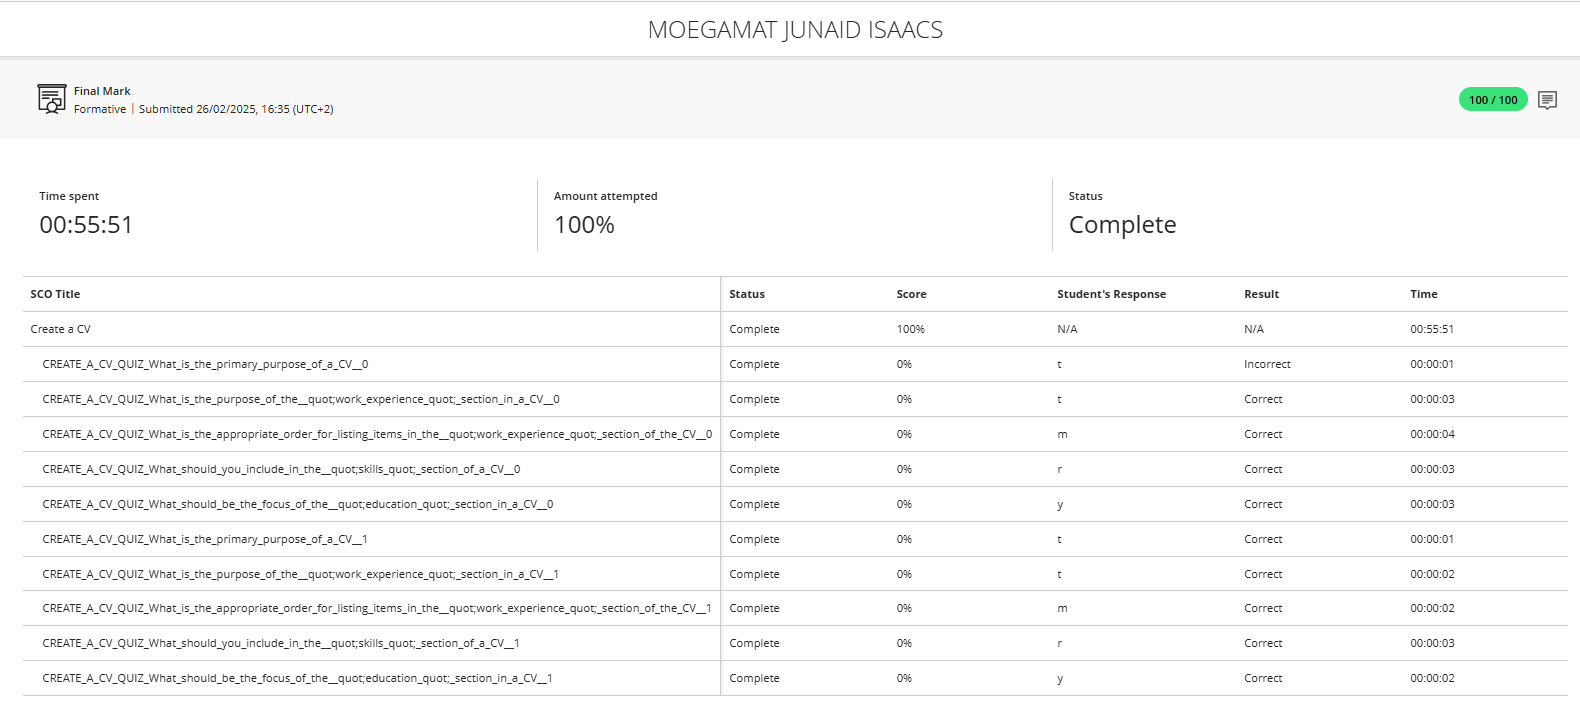 MOEGAMAT JUNAID ISAACS
Final Mark
Formative | Submitted 26/02/2025, 16:35 (UTC+2)
100 / 100
Time spent
00:55:51
Amount attempted
100%
Status
Complete
SCO Title Status Score Student's Response Result Time
Create a CV Complete 100% N/A N/A 00:55:51
CREATE_A_CV_QUIZ_What_is_the_primary_purpose_of_a_CV__0 Complete 0% t Incorrect 00:00:01
CREATE_A_CV_QUIZ_What_is_the_purpose_of_the__quot;work_experience_quot;_section_in_a_CV__0 Complete 0% t Correct 00:00:03
CREATE_A_CV_QUIZ_What_is_the_appropriate_order_for_listing_items_in_the__quot;work_experience_quot;_section_of_the_CV__0 Complete 0% m Correct 00:00:04
CREATE_A_CV_QUIZ_What_should_you_include_in_the__quot;skills_quot;_section_of_a_CV__0 Complete 0% r Correct 00:00:03
CREATE_A_CV_QUIZ_What_should_be_the_focus_of_the__quot;education_quot;_section_in_a_CV__0 Complete 0% y Correct 00:00:03
CREATE_A_CV_QUIZ_What_is_the_primary_purpose_of_a_CV__1 Complete 0% t Correct 00:00:01
CREATE_A_CV_QUIZ_What_is_the_purpose_of_the__quot;work_experience_quot;_section_in_a_CV__1 Complete 0% t Correct 00:00:02
CREATE_A_CV_QUIZ_What_is_the_appropriate_order_for_listing_items_in_the__quot;work_experience_quot;_section_of_the_CV__1 Complete 0% m Correct 00:00:02
CREATE_A_CV_QUIZ_What_should_you_include_in_the__quot;skills_quot;_section_of_a_CV__1 Complete 0% r Correct 00:00:03
CREATE_A_CV_QUIZ_What_should_be_the_focus_of_the__quot;education_quot;_section_in_a_CV__1 Complete 0% y Correct 00:00:02